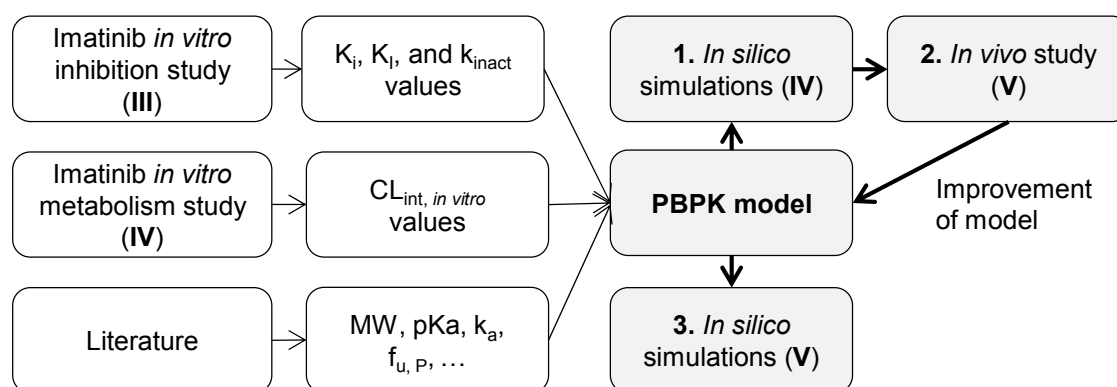 Imatinib in vitro
inhibition study
(III)
Ki, KI, and kinact
values
1. In silico
simulations (IV)
2. In vivo study
(V)
Imatinib in vitro
metabolism study
(IV)
CLint, in vitro
values
PBPK model
Improvement
of model
Literature
MW, pKa, ka,
fu, P, …
3. In silico
simulations (V)